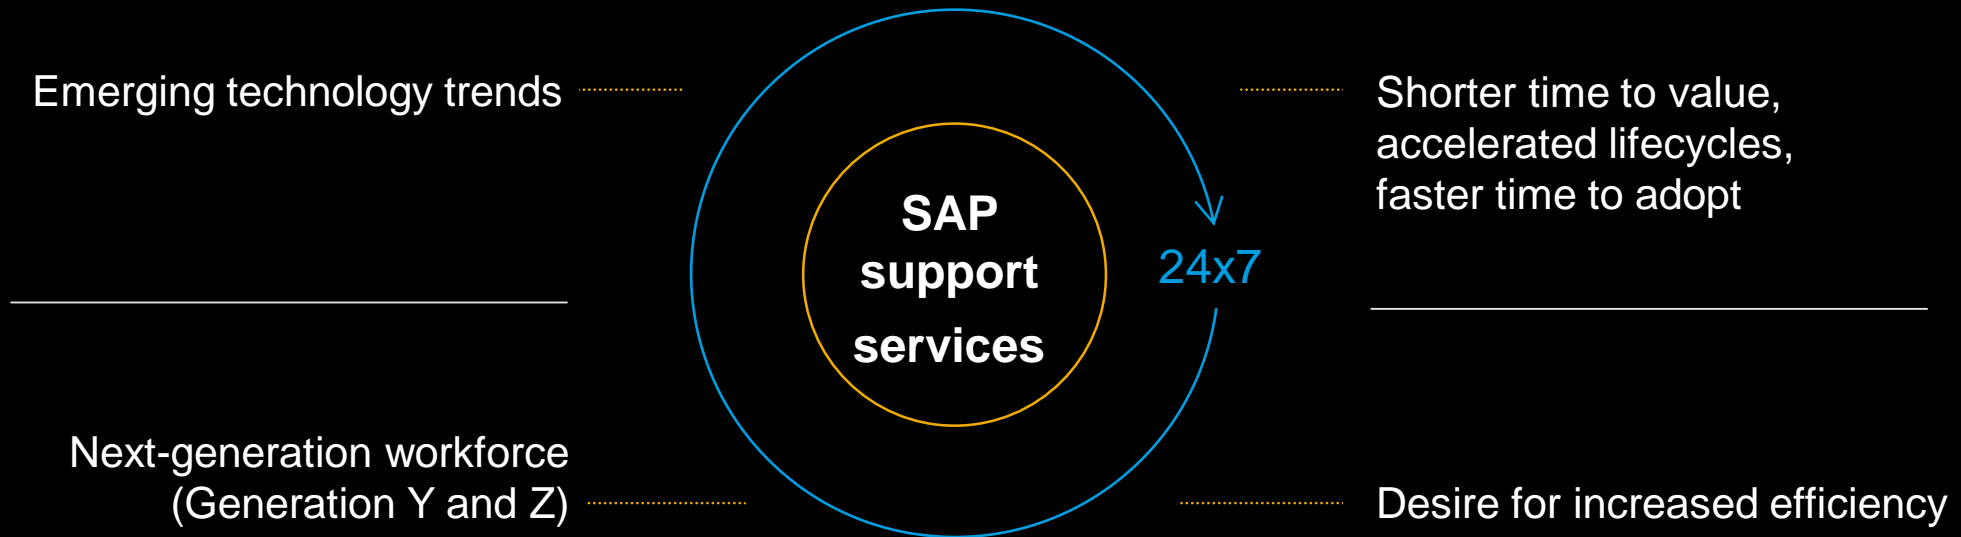 Emerging technology trends
Shorter time to value,
accelerated lifecycles,
faster time to adopt
SAP
support
services
24x7
Next-generation workforce
(Generation Y and Z)
Desire for increased efficiency